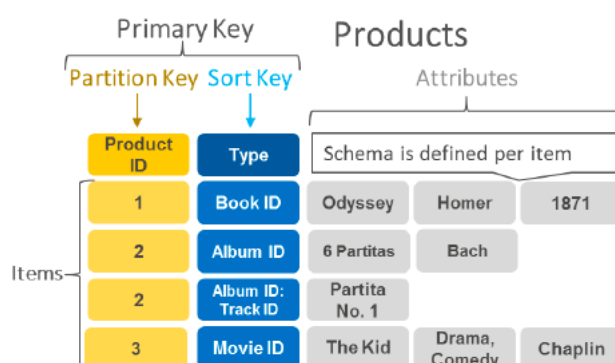 Primary Key
Products
Partition Key
Sort Key
Attributes
Product ID
Type
Schema is defined per item
1
Book ID
Odyssey
Homer
1871
2
Album ID
6 Partitas
Bach
Items
2
Album ID:
Track ID
Partita
No. 1
3
Movie ID
The Kid
Drama,
Comedy
Chaplin